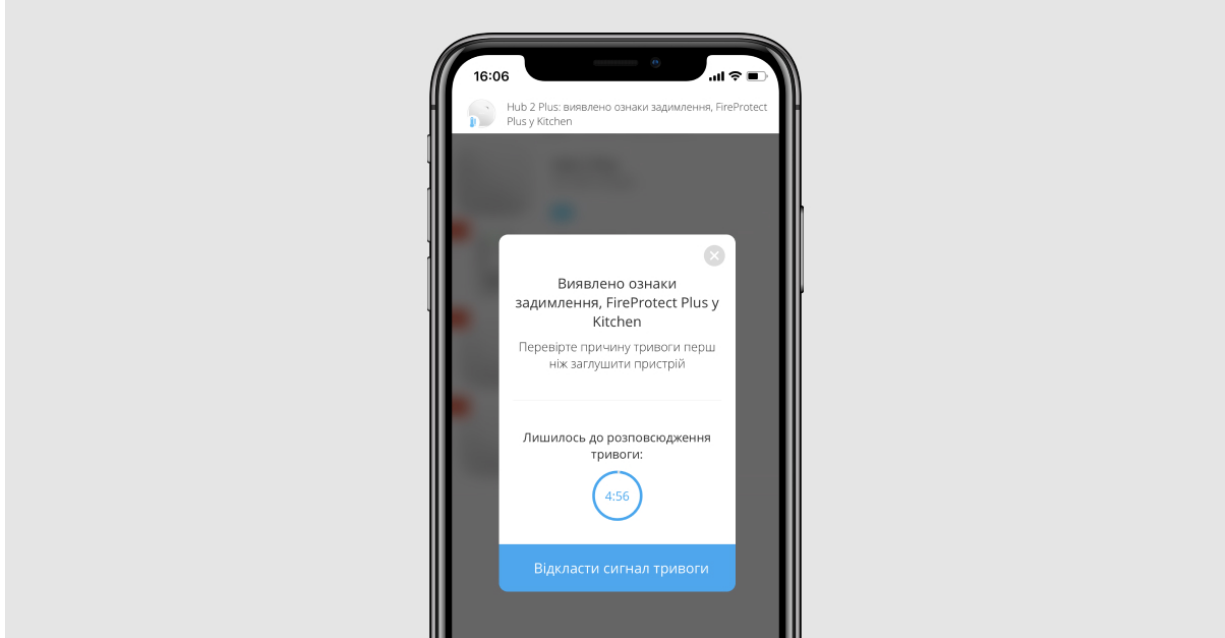 16:06
Hub 2 Plus: виявлено ознаки задимлення, FireProtect
Plus у Kitchen
Виявлено ознаки
задимлення, FireProtect Plus у
Kitchen
Перевірте причину тривоги перш
ніж заглушити пристрій
Лишилось до розповсюдження
тривоги:
4:56
Відкласти сигнал тривоги